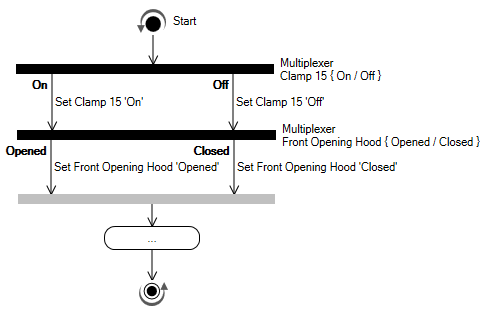 Start
Multiplexer
Clamp 15 { On / Off }
On
Off
Set Clamp 15 'On'
Set Clamp 15 'Off'
Multiplexer
Front Opening Hood { Opened / Closed }
Opened
Closed
Set Front Opening Hood 'Opened'
Set Front Opening Hood 'Closed'
...